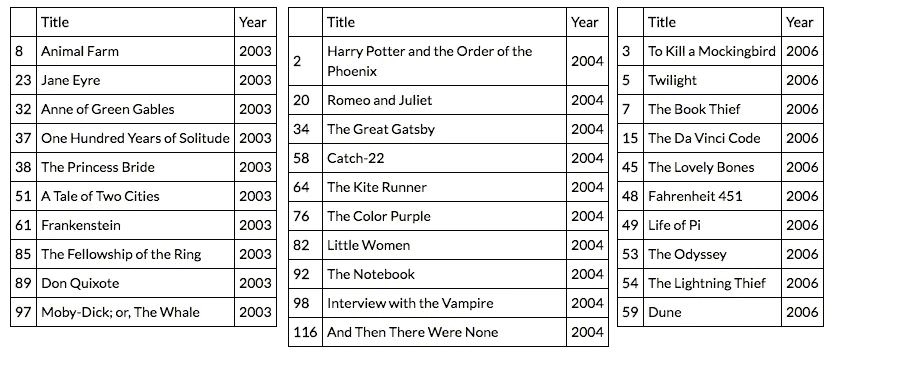 Title Year
8 Animal Farm 2003
23 Jane Eyre 2003
32 Anne of Green Gables 2003
37 One Hundred Years of Solitude 2003
38 The Princess Bride 2003
51 A Tale of Two Cities 2003
61 Frankenstein 2003
85 The Fellowship of the Ring 2003
89 Don Quixote 2003
97 Moby-Dick; or, The Whale 2003
Title Year
2 Harry Potter and the Order of the
Phoenix 2004
20 Romeo and Juliet 2004
34 The Great Gatsby 2004
58 Catch-22 2004
64 The Kite Runner 2004
76 The Color Purple 2004
82 Little Women 2004
92 The Notebook 2004
98 Interview with the Vampire 2004
116 And Then There Were None 2004
Title Year
3 To Kill a Mockingbird 2006
5 Twilight 2006
7 The Book Thief 2006
15 The Da Vinci Code 2006
45 The Lovely Bones 2006
48 Fahrenheit 451 2006
49 Life of Pi 2006
53 The Odyssey 2006
54 The Lightning Thief 2006
59 Dune 2006